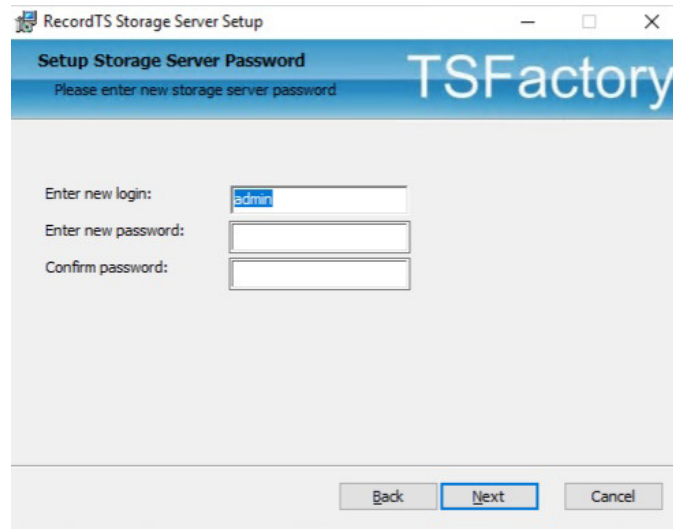 RecordTS Storage Server Setup
Setup Storage Server Password
Please enter new storage server password
TSFactory
Enter new login:
admin
Enter new password:
Confirm password:
Back
Next
Cancel